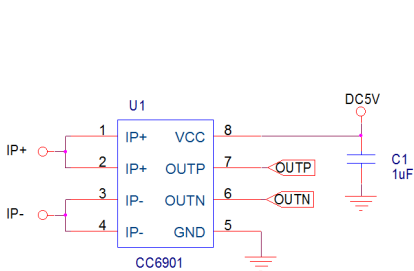 DC5V
U1
1 IP+ VCC 8
IP+
C1
1uF
2 IP+ OUTP 7 OUTP
3 IP- OUTN 6 OUTN
IP-
4 IP- GND 5
CC6901